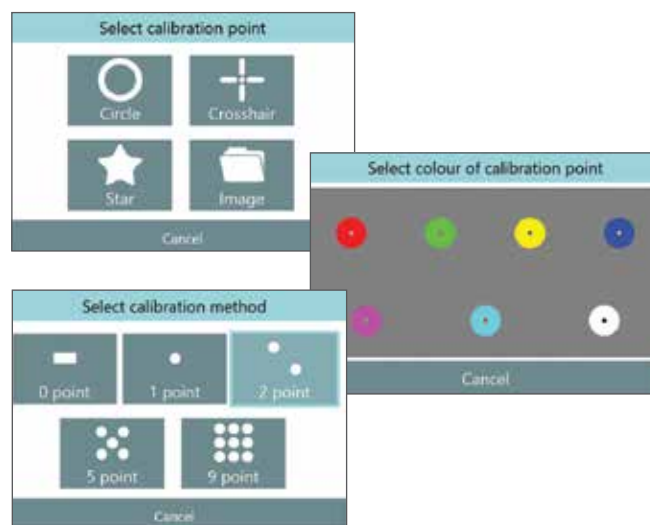 Select calibration point
Circle
Crosshair
Star
Image
Cancel
Select colour of calibration point
Cancel
Select calibration method
0 point
1 point
2 point
5 point
9 point
Cancel